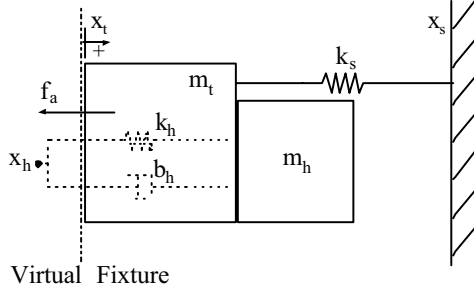 x_t
x_s
+
k_s
m_t
f_a
k_h
x_h
m_h
b_h
Virtual Fixture